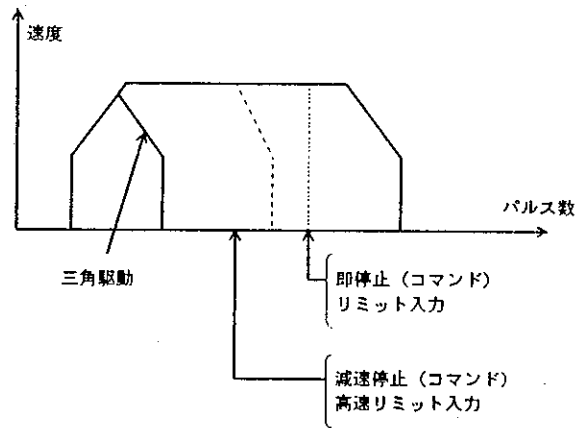 速度
パルス数
三角駆動
即停止（コマンド）
リミット入力
減速停止（コマンド）
高速リミット入力